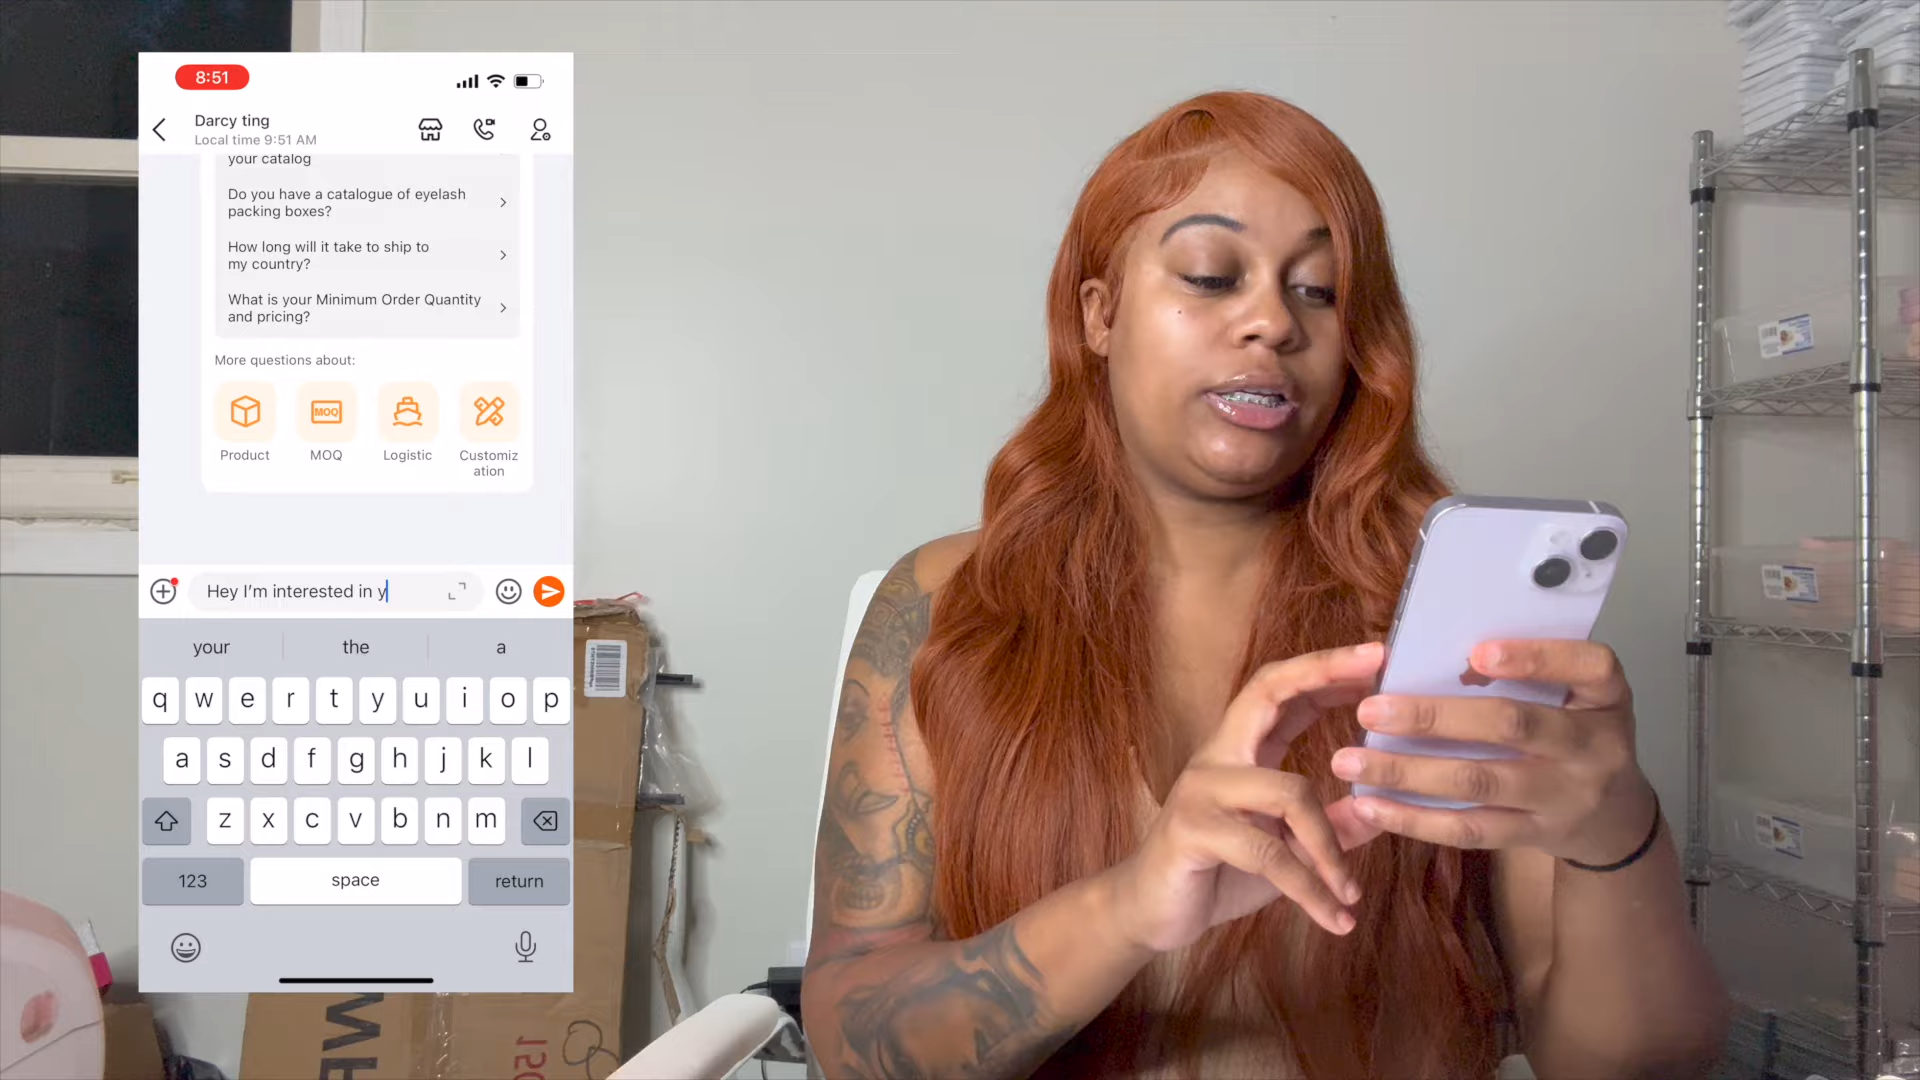 8:51
Darcy ting
Local time 9:51 AM
your catalog
Do you have a catalogue of eyelash
packing boxes?
How long will it take to ship to
my country?
What is your Minimum Order Quantity
and pricing?
More questions about:
MOQ
Product
MOQ
Logistic
Customiz
ation
Hey I'm interested in y
your
the
a
q w e r t y u i o p
a s d f g h j k l
z x c v b n m
123
space
return